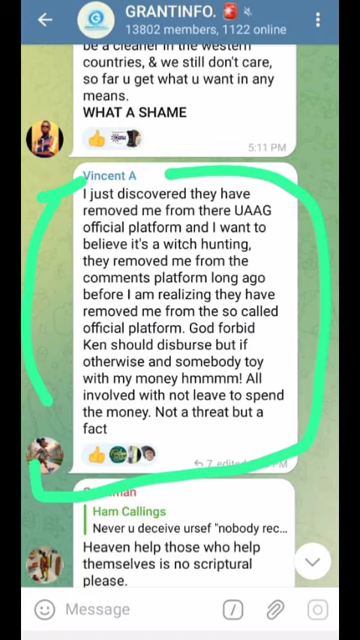 GRANTINFO. 🚨
13802 members, 1122 online
be a cleaner in the western
countries, & we still don't care,
so far u get what u want in any
means.
WHAT A SHAME
5:11 PM
Vincent A
I just discovered they have
removed me from there UAAG
official platform and I want to
believe it's a witch hunting,
they removed me from the
comments platform long ago
before I am realizing they have
removed me from the so called
official platform. God forbid
Ken should disburse but if
otherwise and somebody toy
with my money hmmmm! All
involved with not leave to spend
the money. Not a threat but a
fact
7 edited
Ham Callings
Never u deceive ursef "nobody rec...
Heaven help those who help
themselves is no scriptural
please.
Message